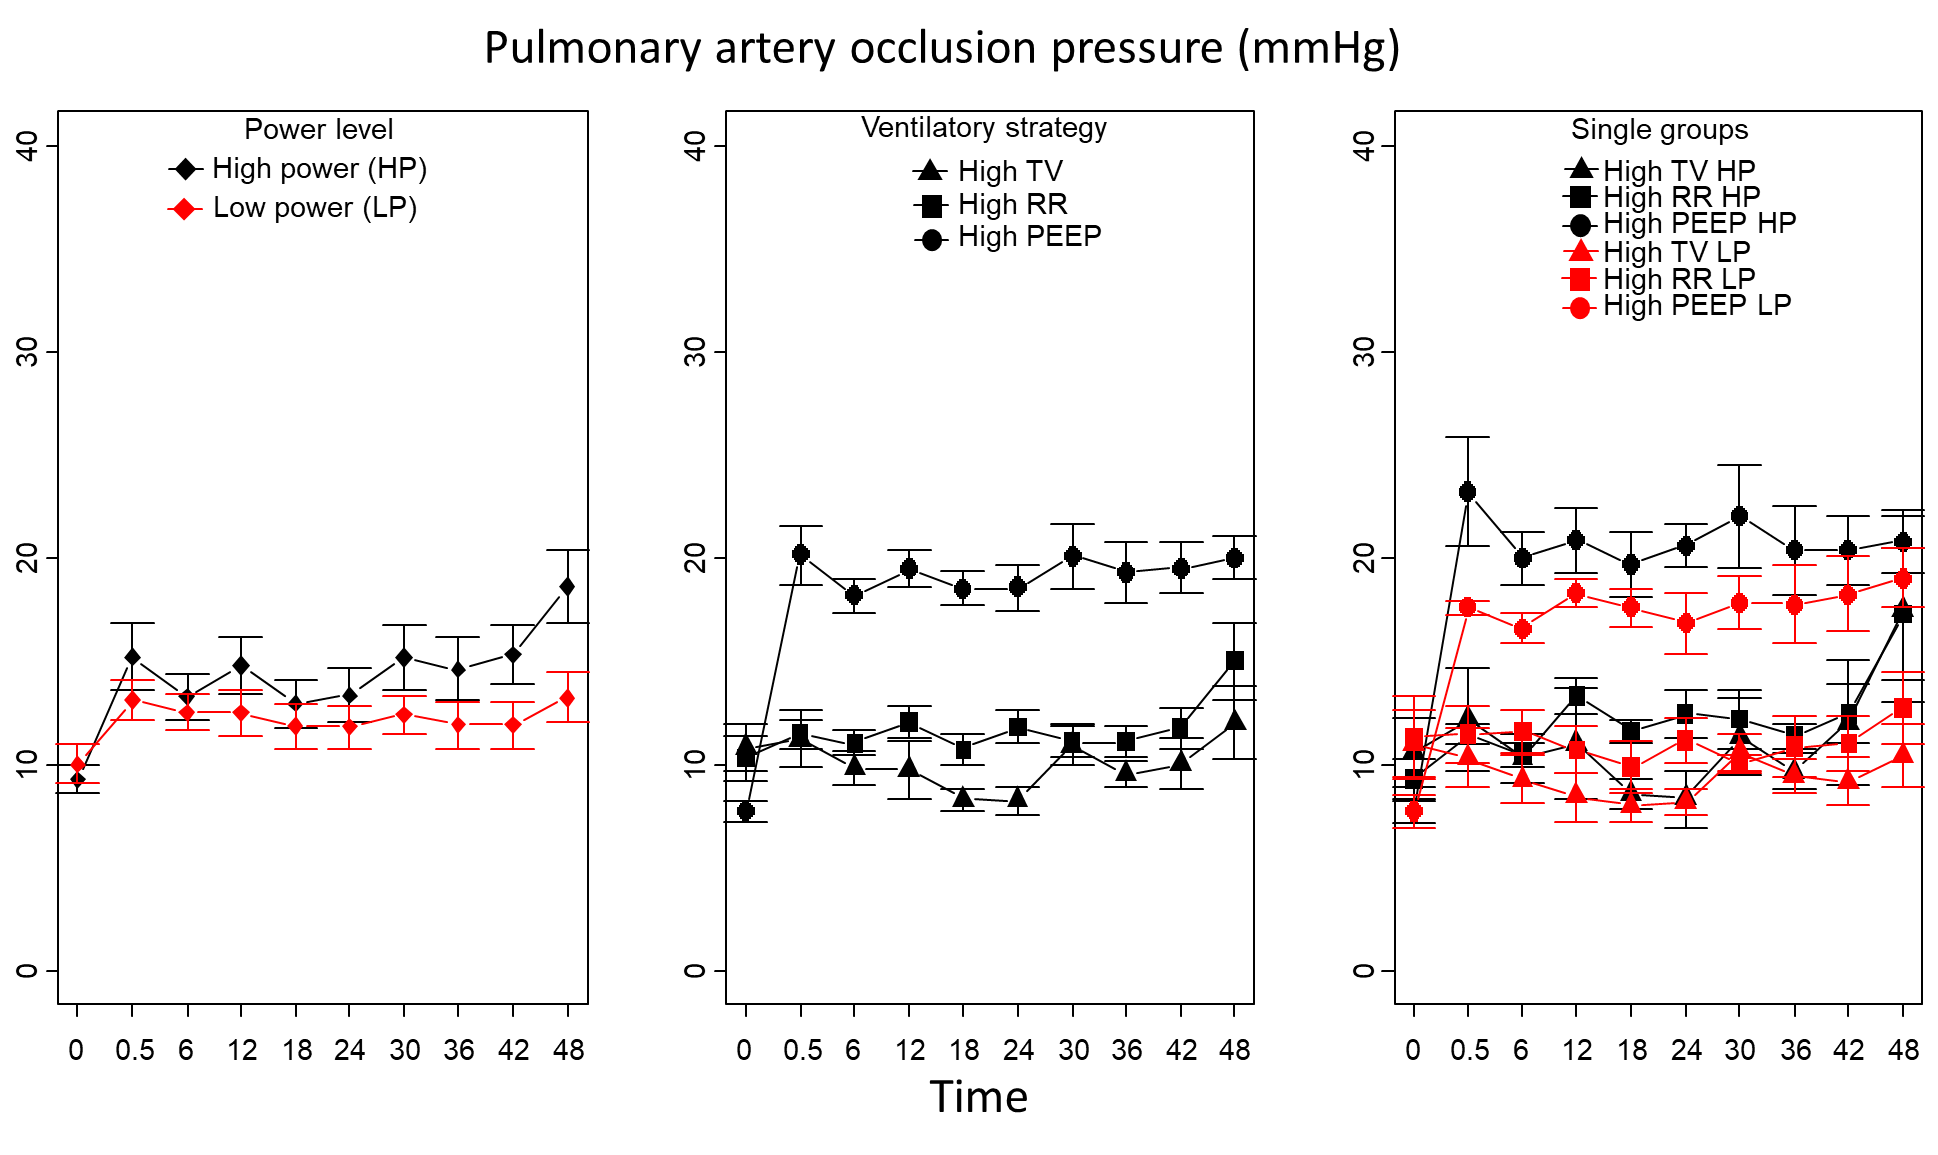 Pulmonary artery occlusion pressure (mmHg)
Power level
High power (HP)
Low power (LP)
40
30
20
10
0
0 0.5 6 12 18 24 30 36 42 48
Ventilatory strategy
High TV
High RR
High PEEP
40
30
20
10
0
0 0.5 6 12 18 24 30 36 42 48
Single groups
High TV HP
High RR HP
High PEEP HP
High TV LP
High RR LP
High PEEP LP
40
30
20
10
0
0 0.5 6 12 18 24 30 36 42 48
Time